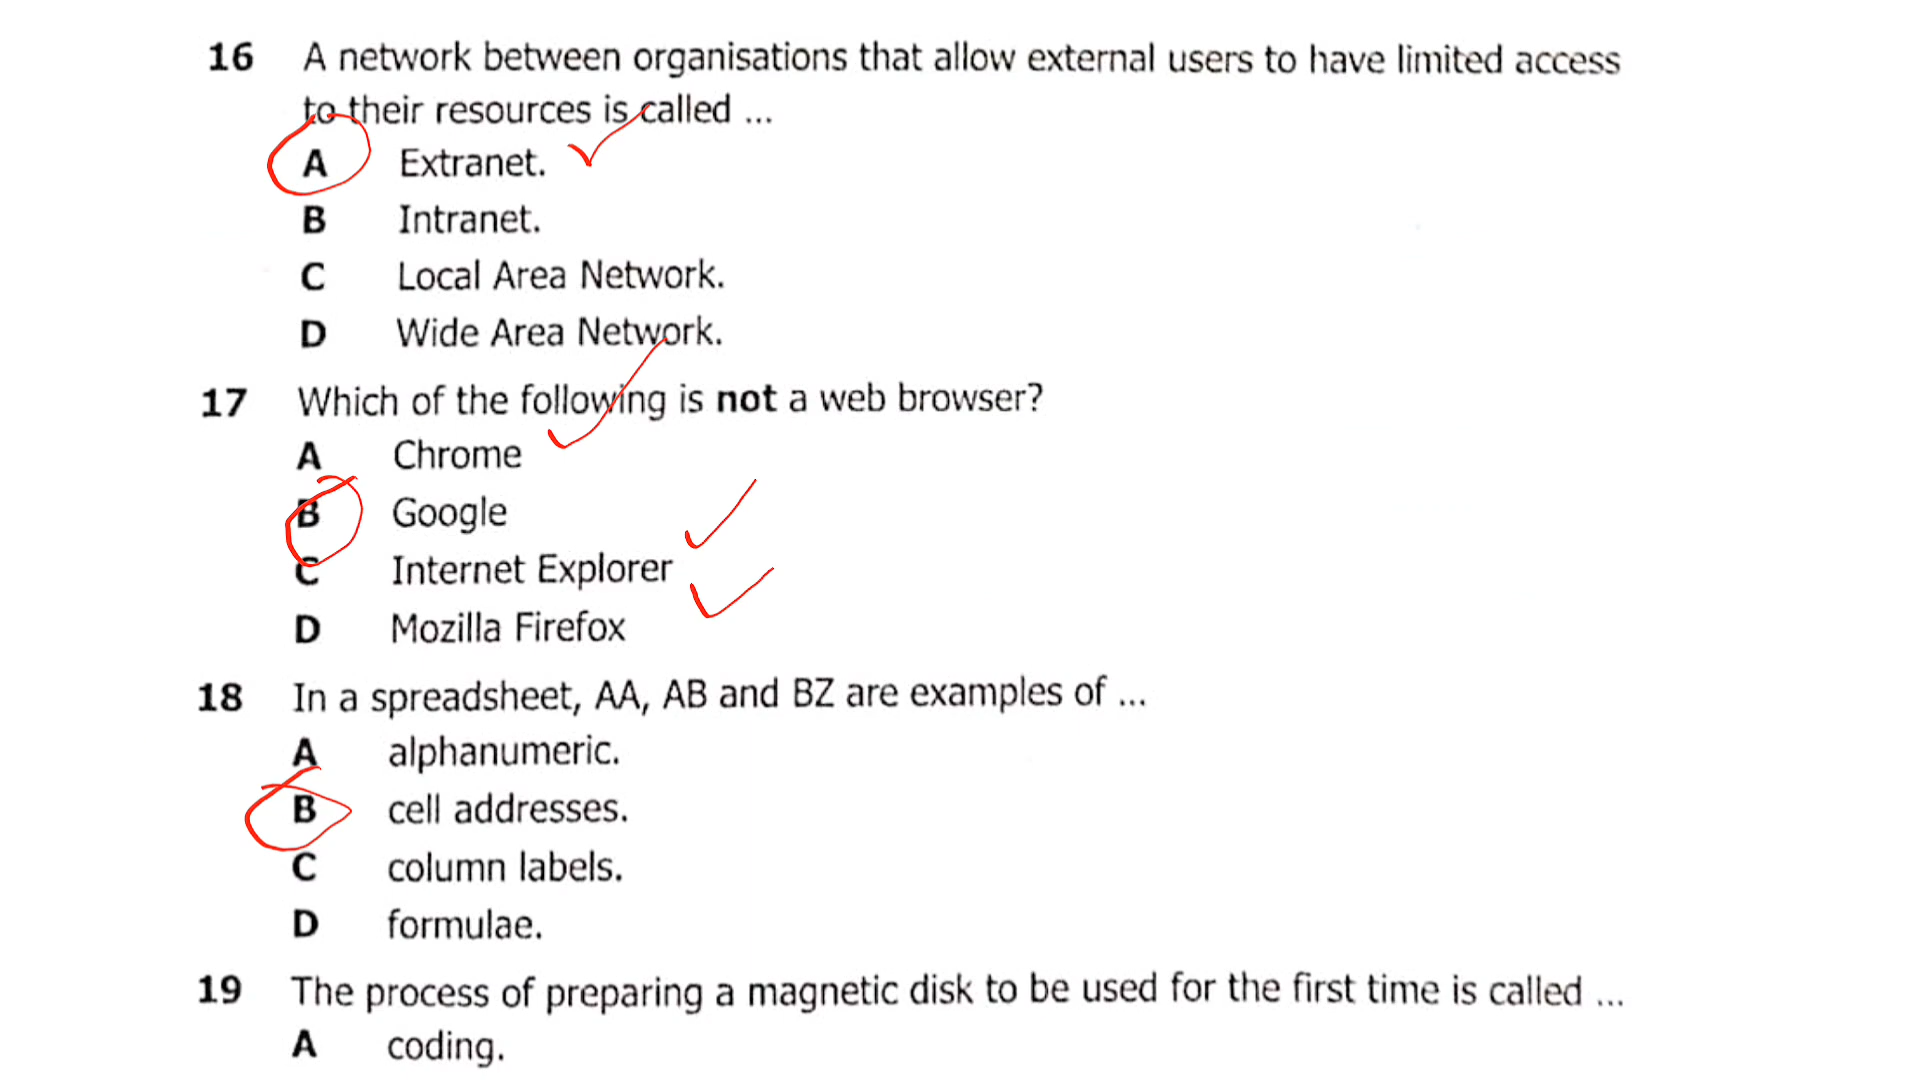 16 A network between organisations that allow external users to have limited access
to their resources is called ...
A Extranet.
B Intranet.
C Local Area Network.
D Wide Area Network.
17 Which of the following is not a web browser?
A Chrome
B Google
C Internet Explorer
D Mozilla Firefox
18 In a spreadsheet, AA, AB and BZ are examples of ...
A alphanumeric.
B cell addresses.
C column labels.
D formulae.
19 The process of preparing a magnetic disk to be used for the first time is called ...
A coding.